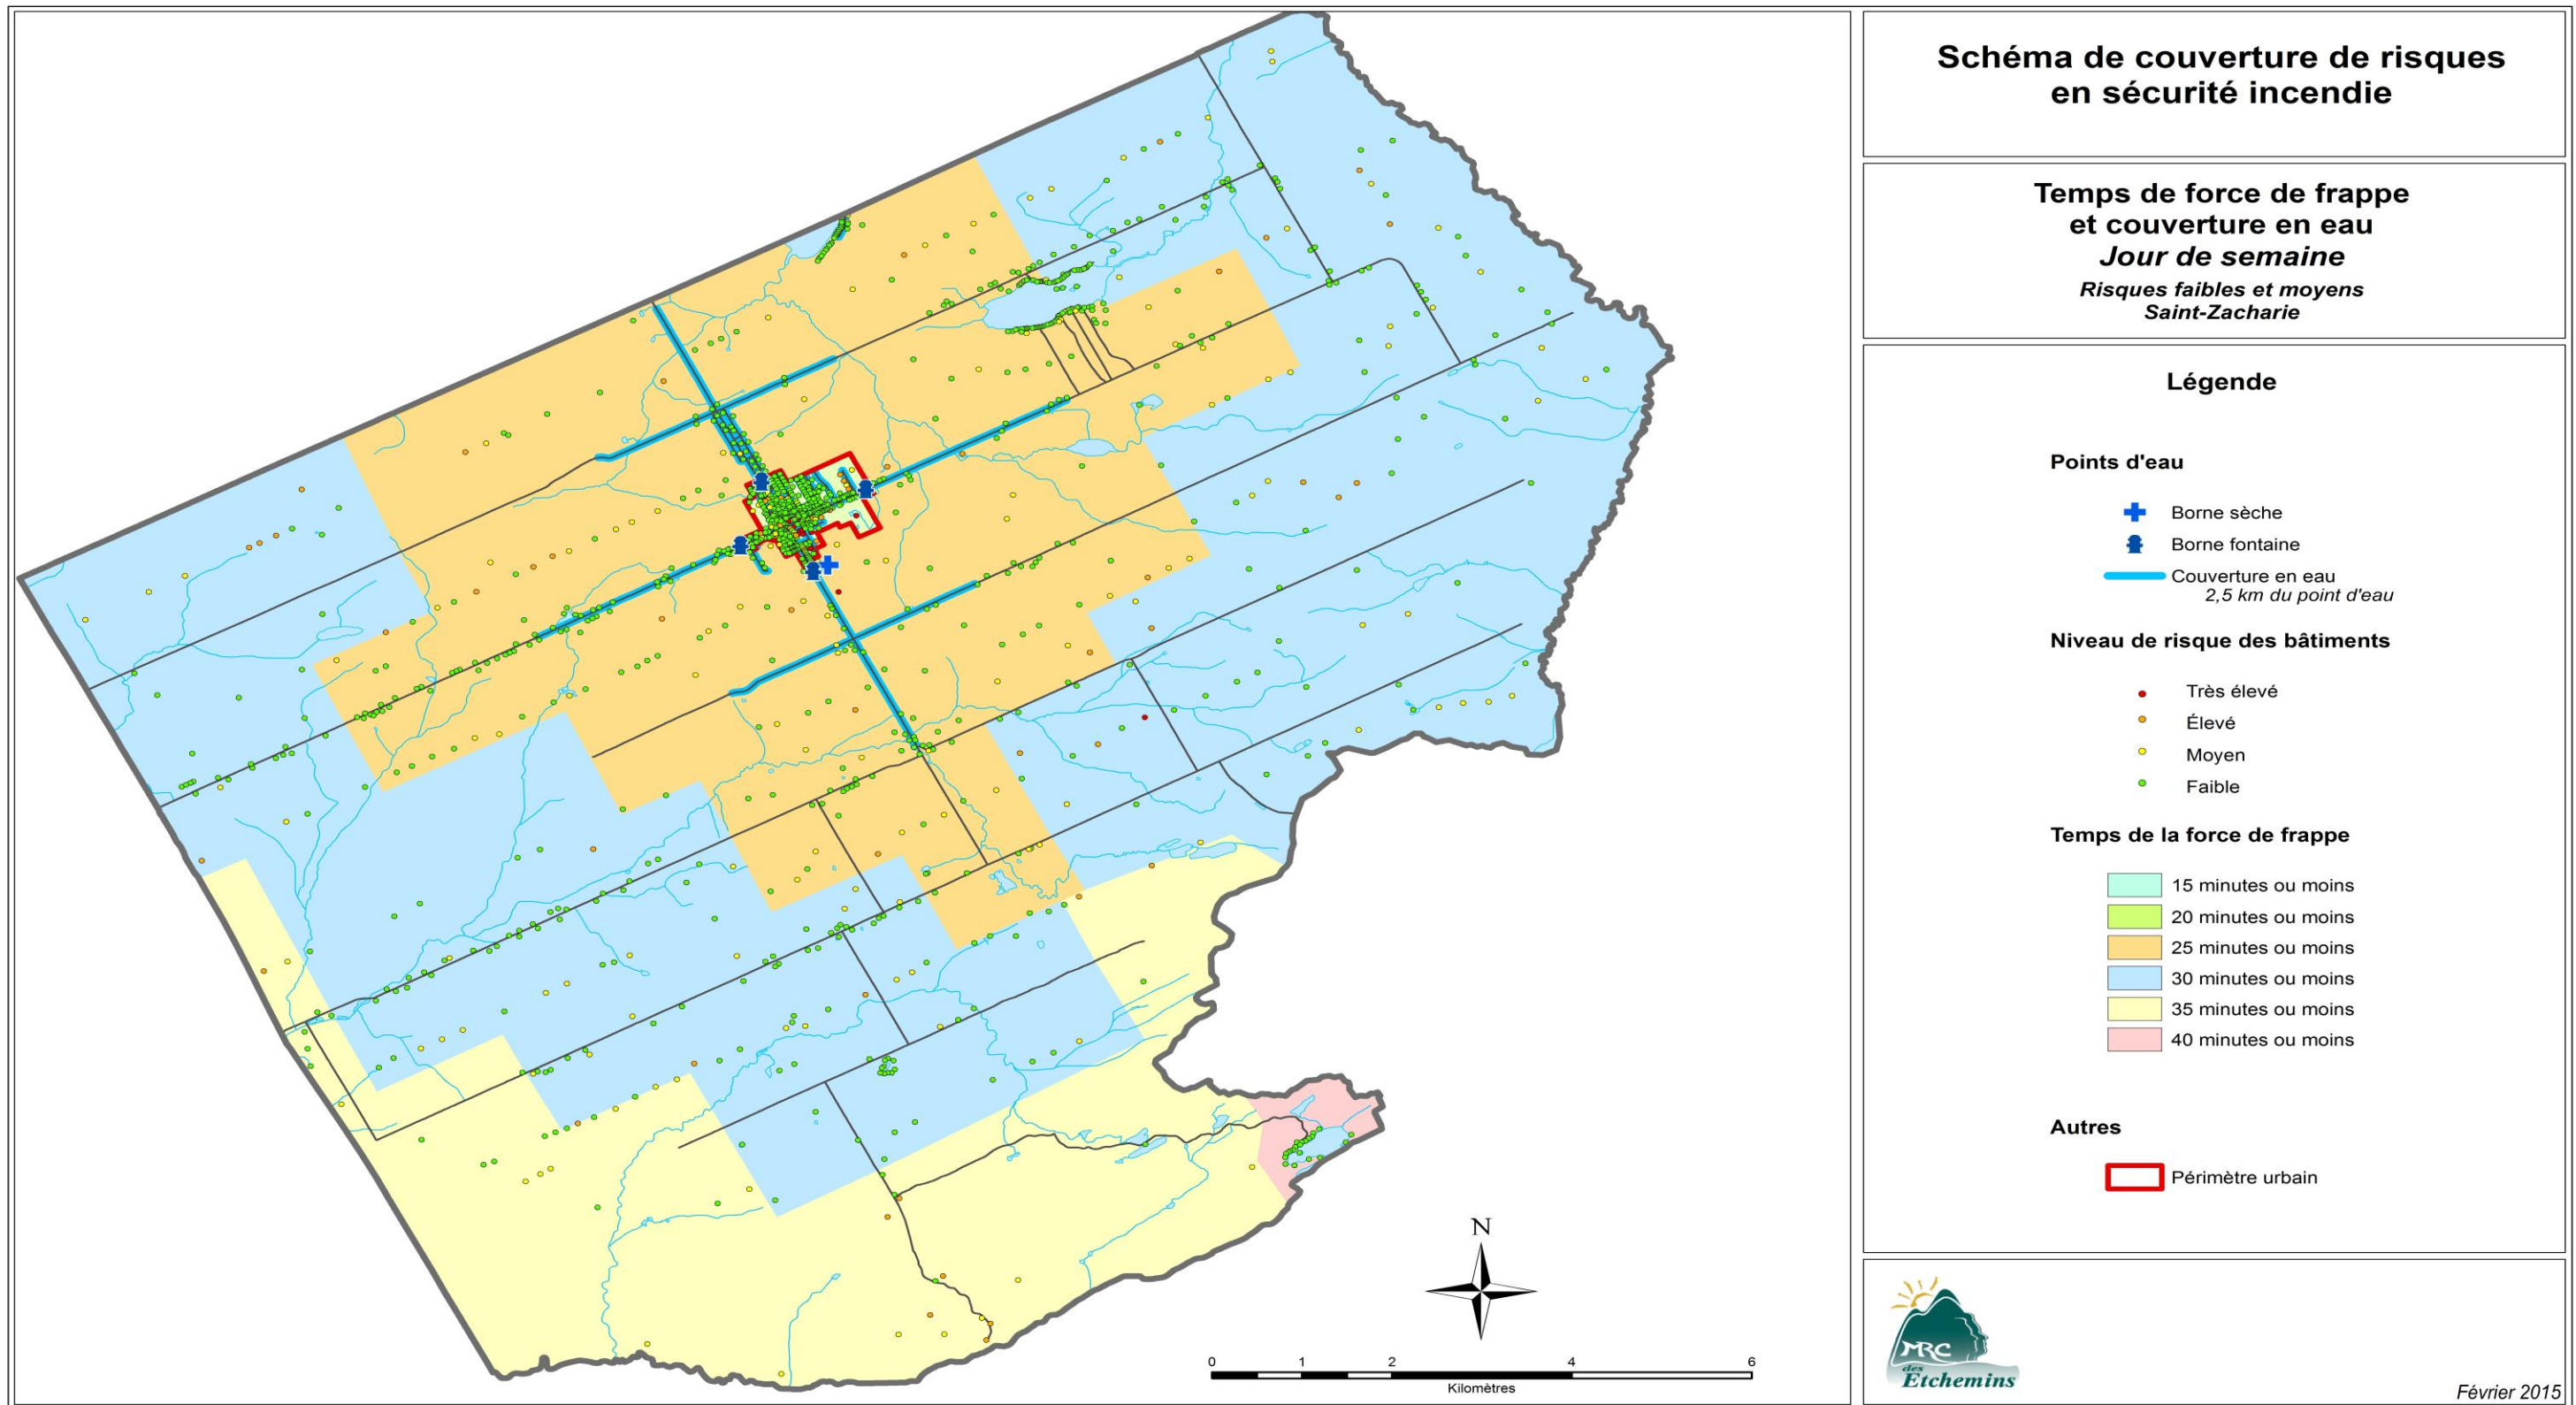 Schéma de couverture de risques
en sécurité incendie
Temps de force de frappe
et couverture en eau
Jour de semaine
Risques faibles et moyens
Saint-Zacharie
Légende
Points d'eau
Borne sèche
Borne fontaine
Couverture en eau
2,5 km du point d'eau
Niveau de risque des bâtiments
Très élevé
Élevé
Moyen
Faible
Temps de la force de frappe
15 minutes ou moins
20 minutes ou moins
25 minutes ou moins
30 minutes ou moins
35 minutes ou moins
40 minutes ou moins
Autres
Périmètre urbain
N
0 1 2 4 6
Kilomètres
MRC
des
Etchemins
Février 2015